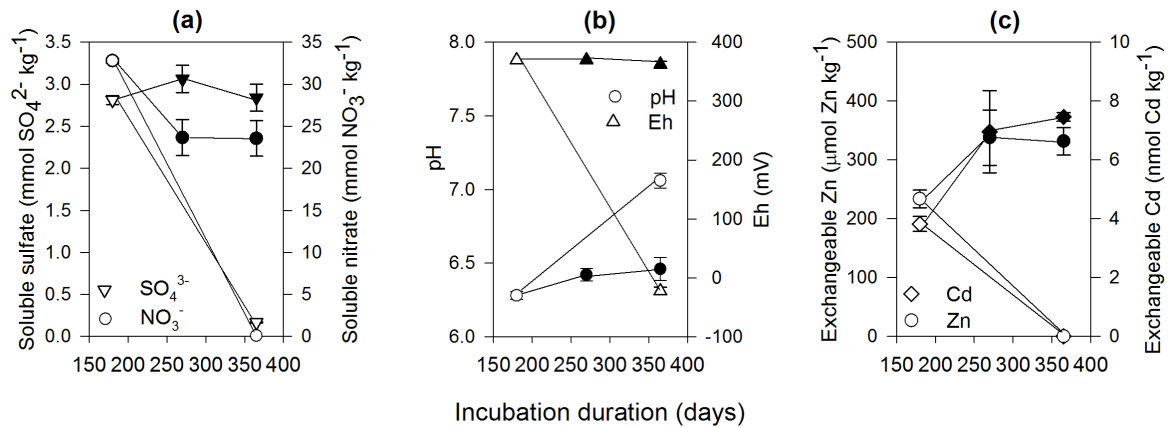 (a)
3.5
3.0
2.5
2.0
1.5
1.0
0.5
0.0
Soluble sulfate (mmol SO₄²⁻ kg⁻¹)
35
30
25
20
15
10
5
0
Soluble nitrate (mmol NO₃⁻ kg⁻¹)
SO₄³⁻
NO₃⁻
150 200 250 300 350 400
(b)
8.0
7.5
7.0
6.5
6.0
pH
400
300
200
100
0
-100
Eh (mV)
pH
Eh
150 200 250 300 350 400
(c)
500
400
300
200
100
0
Exchangeable Zn (μmol Zn kg⁻¹)
10
8
6
4
2
0
Exchangeable Cd (nmol Cd kg⁻¹)
Cd
Zn
150 200 250 300 350 400
Incubation duration (days)